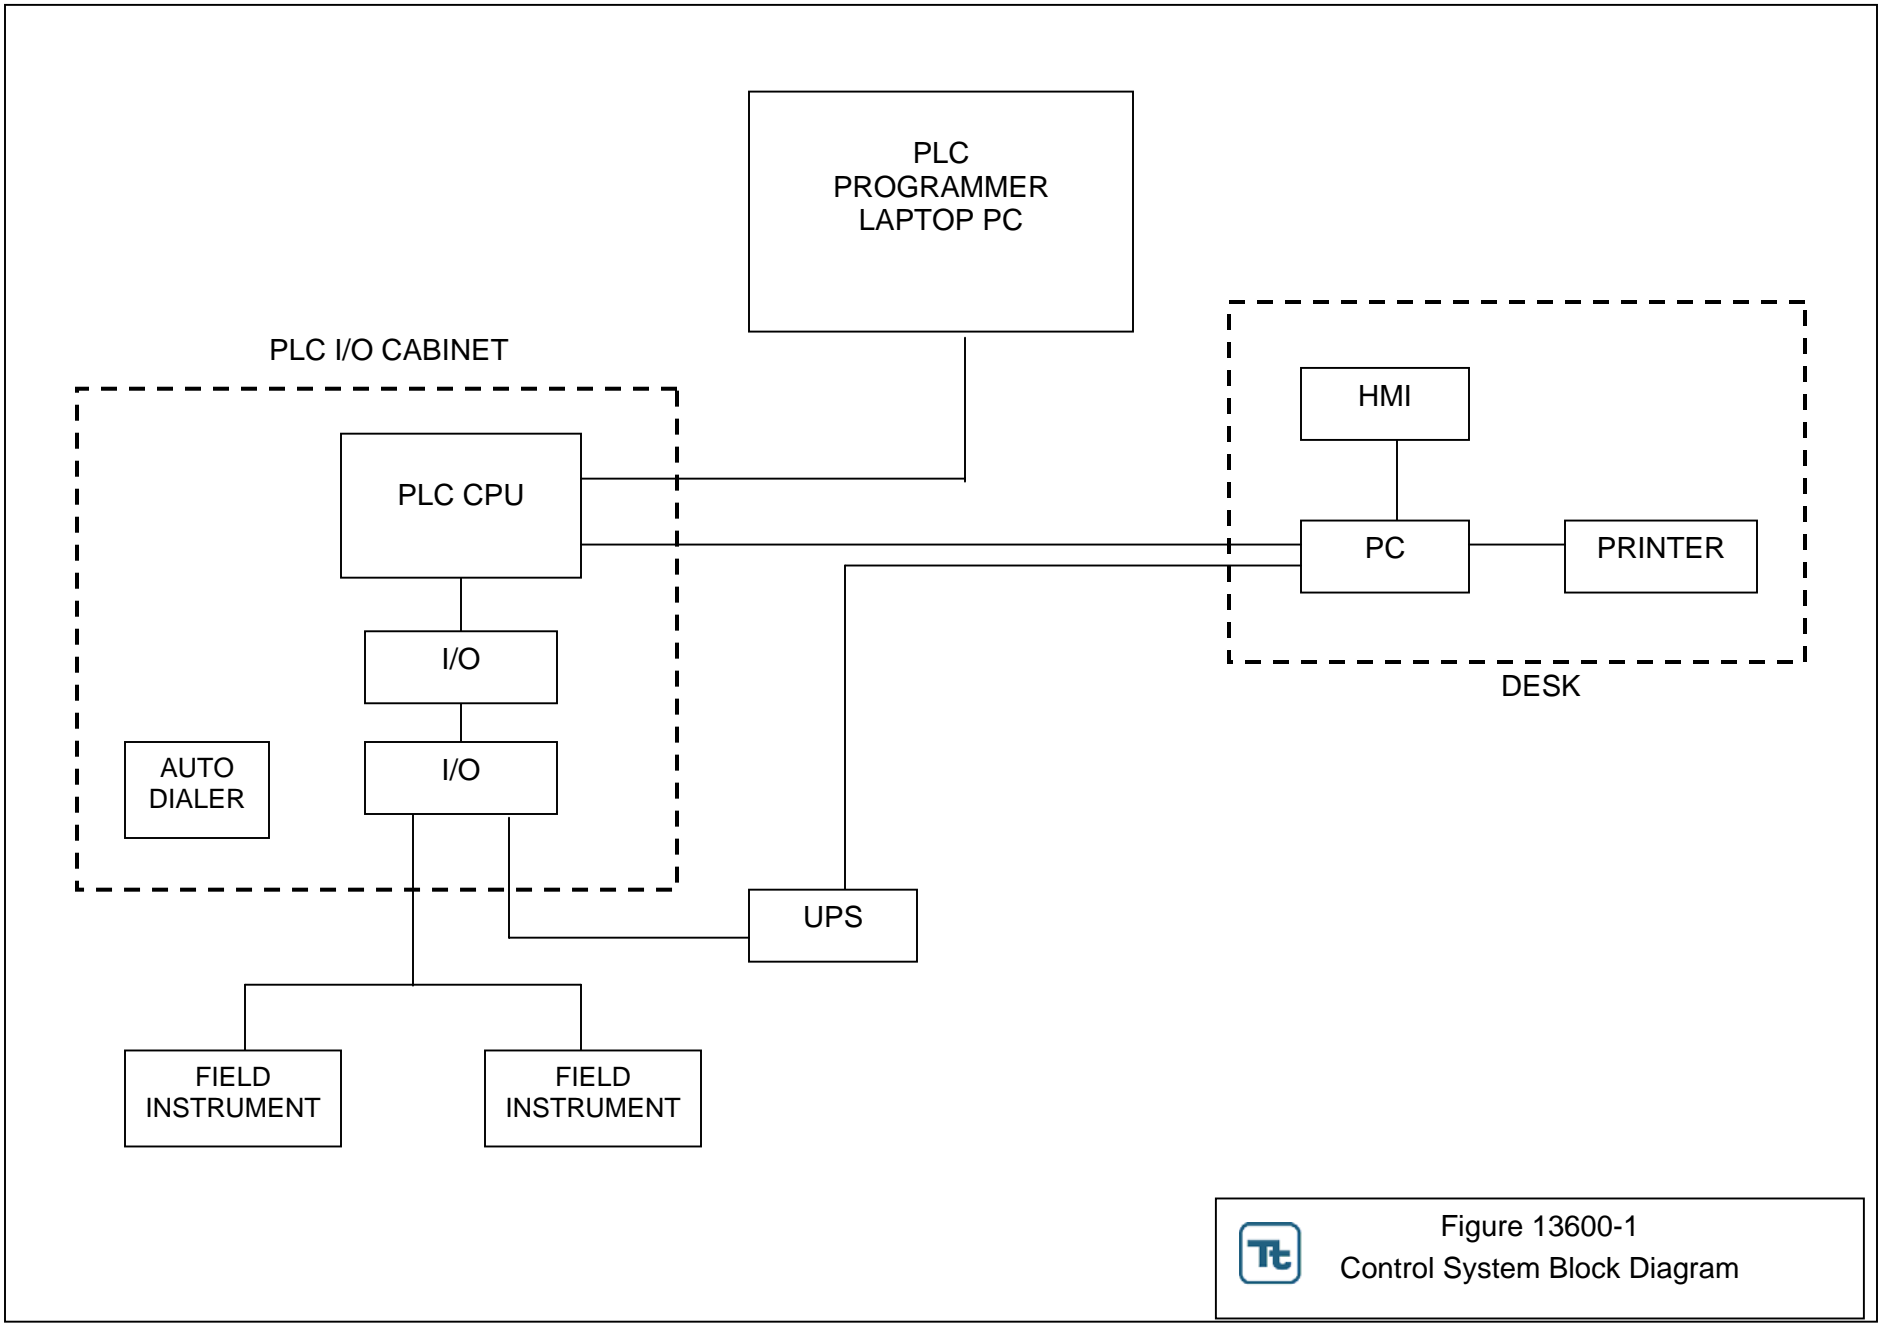 PLC
PROGRAMMER
LAPTOP PC
PLC I/O CABINET
HMI
PLC CPU
PC
PRINTER
I/O
DESK
I/O
AUTO
DIALER
UPS
FIELD
INSTRUMENT
FIELD
INSTRUMENT
Tt
Figure 13600-1
Control System Block Diagram